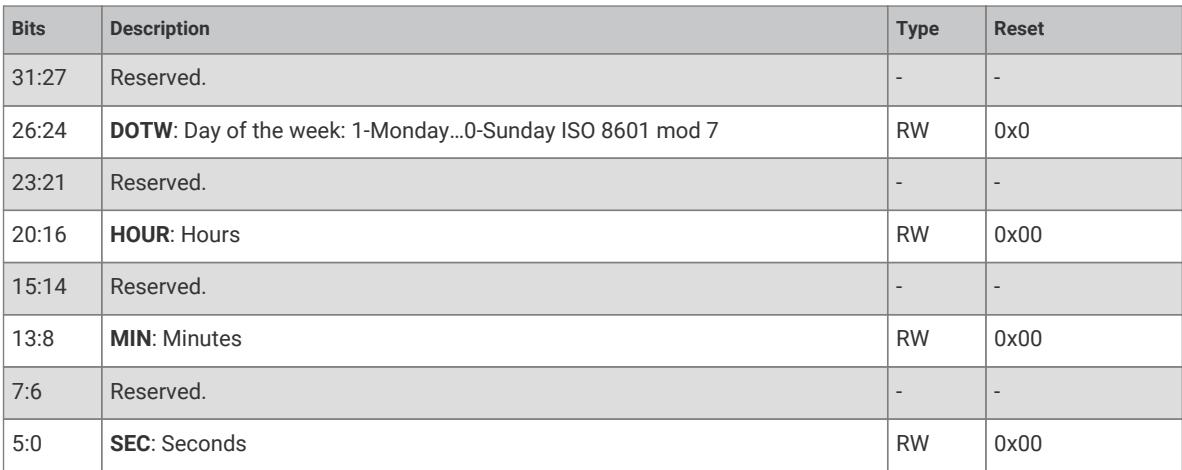 Bits Description Type Reset
31:27 Reserved. - -
26:24 DOTW: Day of the week: 1-Monday…0-Sunday ISO 8601 mod 7 RW 0x0
23:21 Reserved. - -
20:16 HOUR: Hours RW 0x00
15:14 Reserved. - -
13:8 MIN: Minutes RW 0x00
7:6 Reserved. - -
5:0 SEC: Seconds RW 0x00